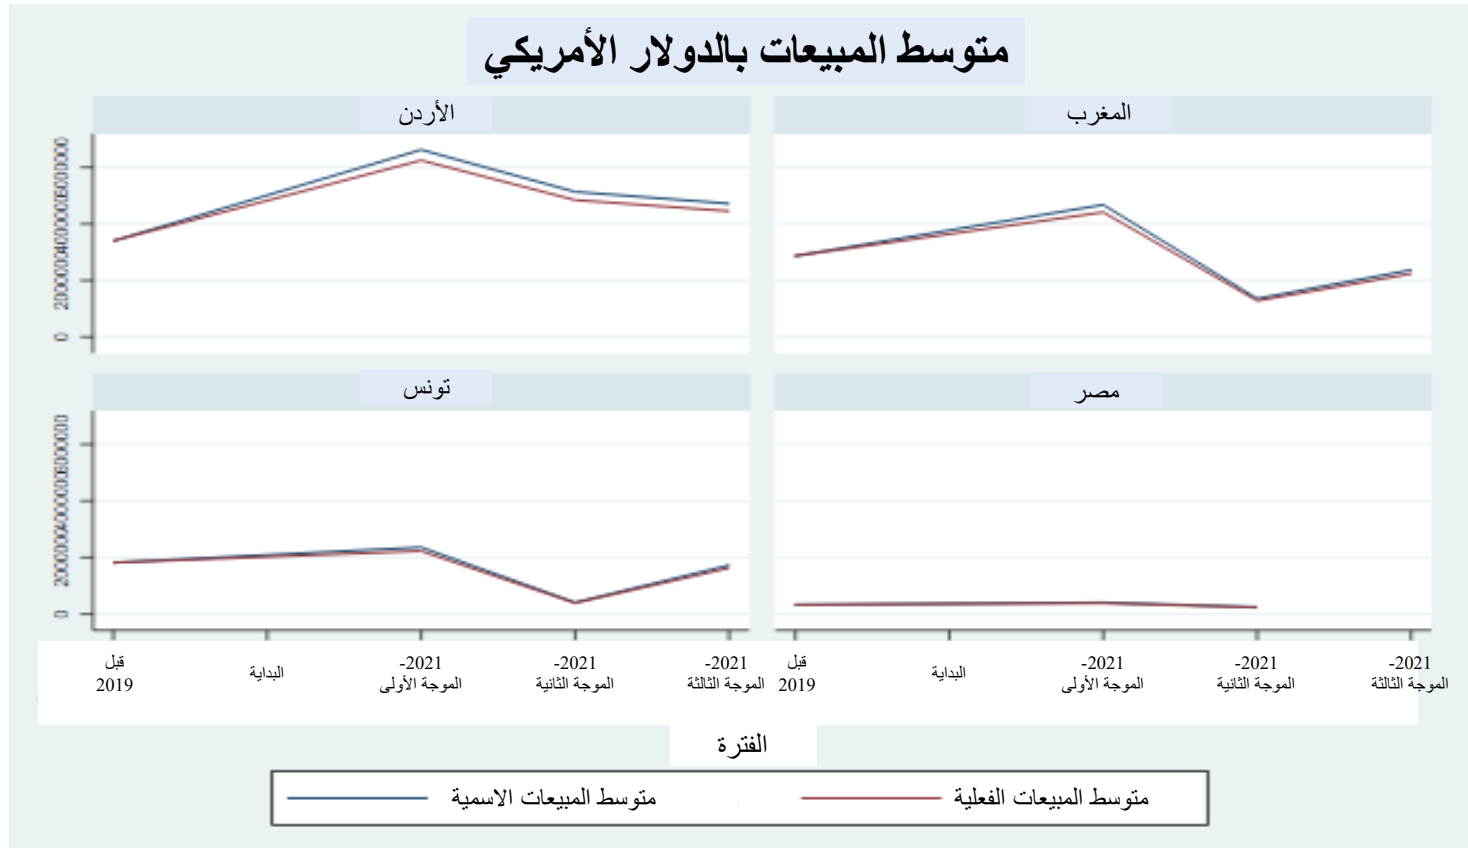 متوسط المبيعات بالدولار الأمريكي
الأردن
المغرب
0
0
تونس
مصر
قبل
2019
البداية
2021-
الموجة الأولى
2021-
الموجة الثانية
2021-
الموجة الثالثة
قبل
2019
البداية
2021-
الموجة الأولى
2021-
الموجة الثانية
2021-
الموجة الثالثة
الفترة
متوسط المبيعات الاسمية
متوسط المبيعات الفعلية